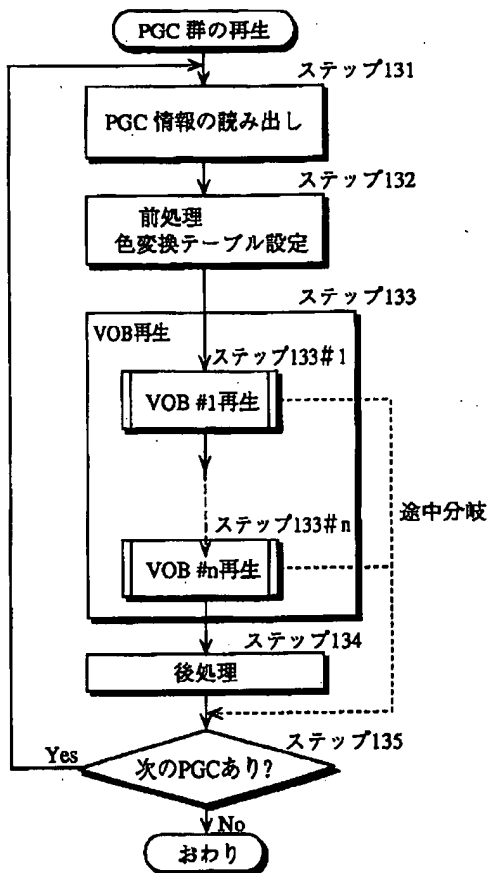 PGC 群の再生
ステップ131
PGC 情報の読み出し
ステップ132
前処理
色変換テーブル設定
ステップ133
VOB再生
ステップ133#1
VOB #1再生
途中分岐
ステップ133#n
VOB #n再生
ステップ134
後処理
ステップ135
Yes
次のPGCあり?
No
おわり